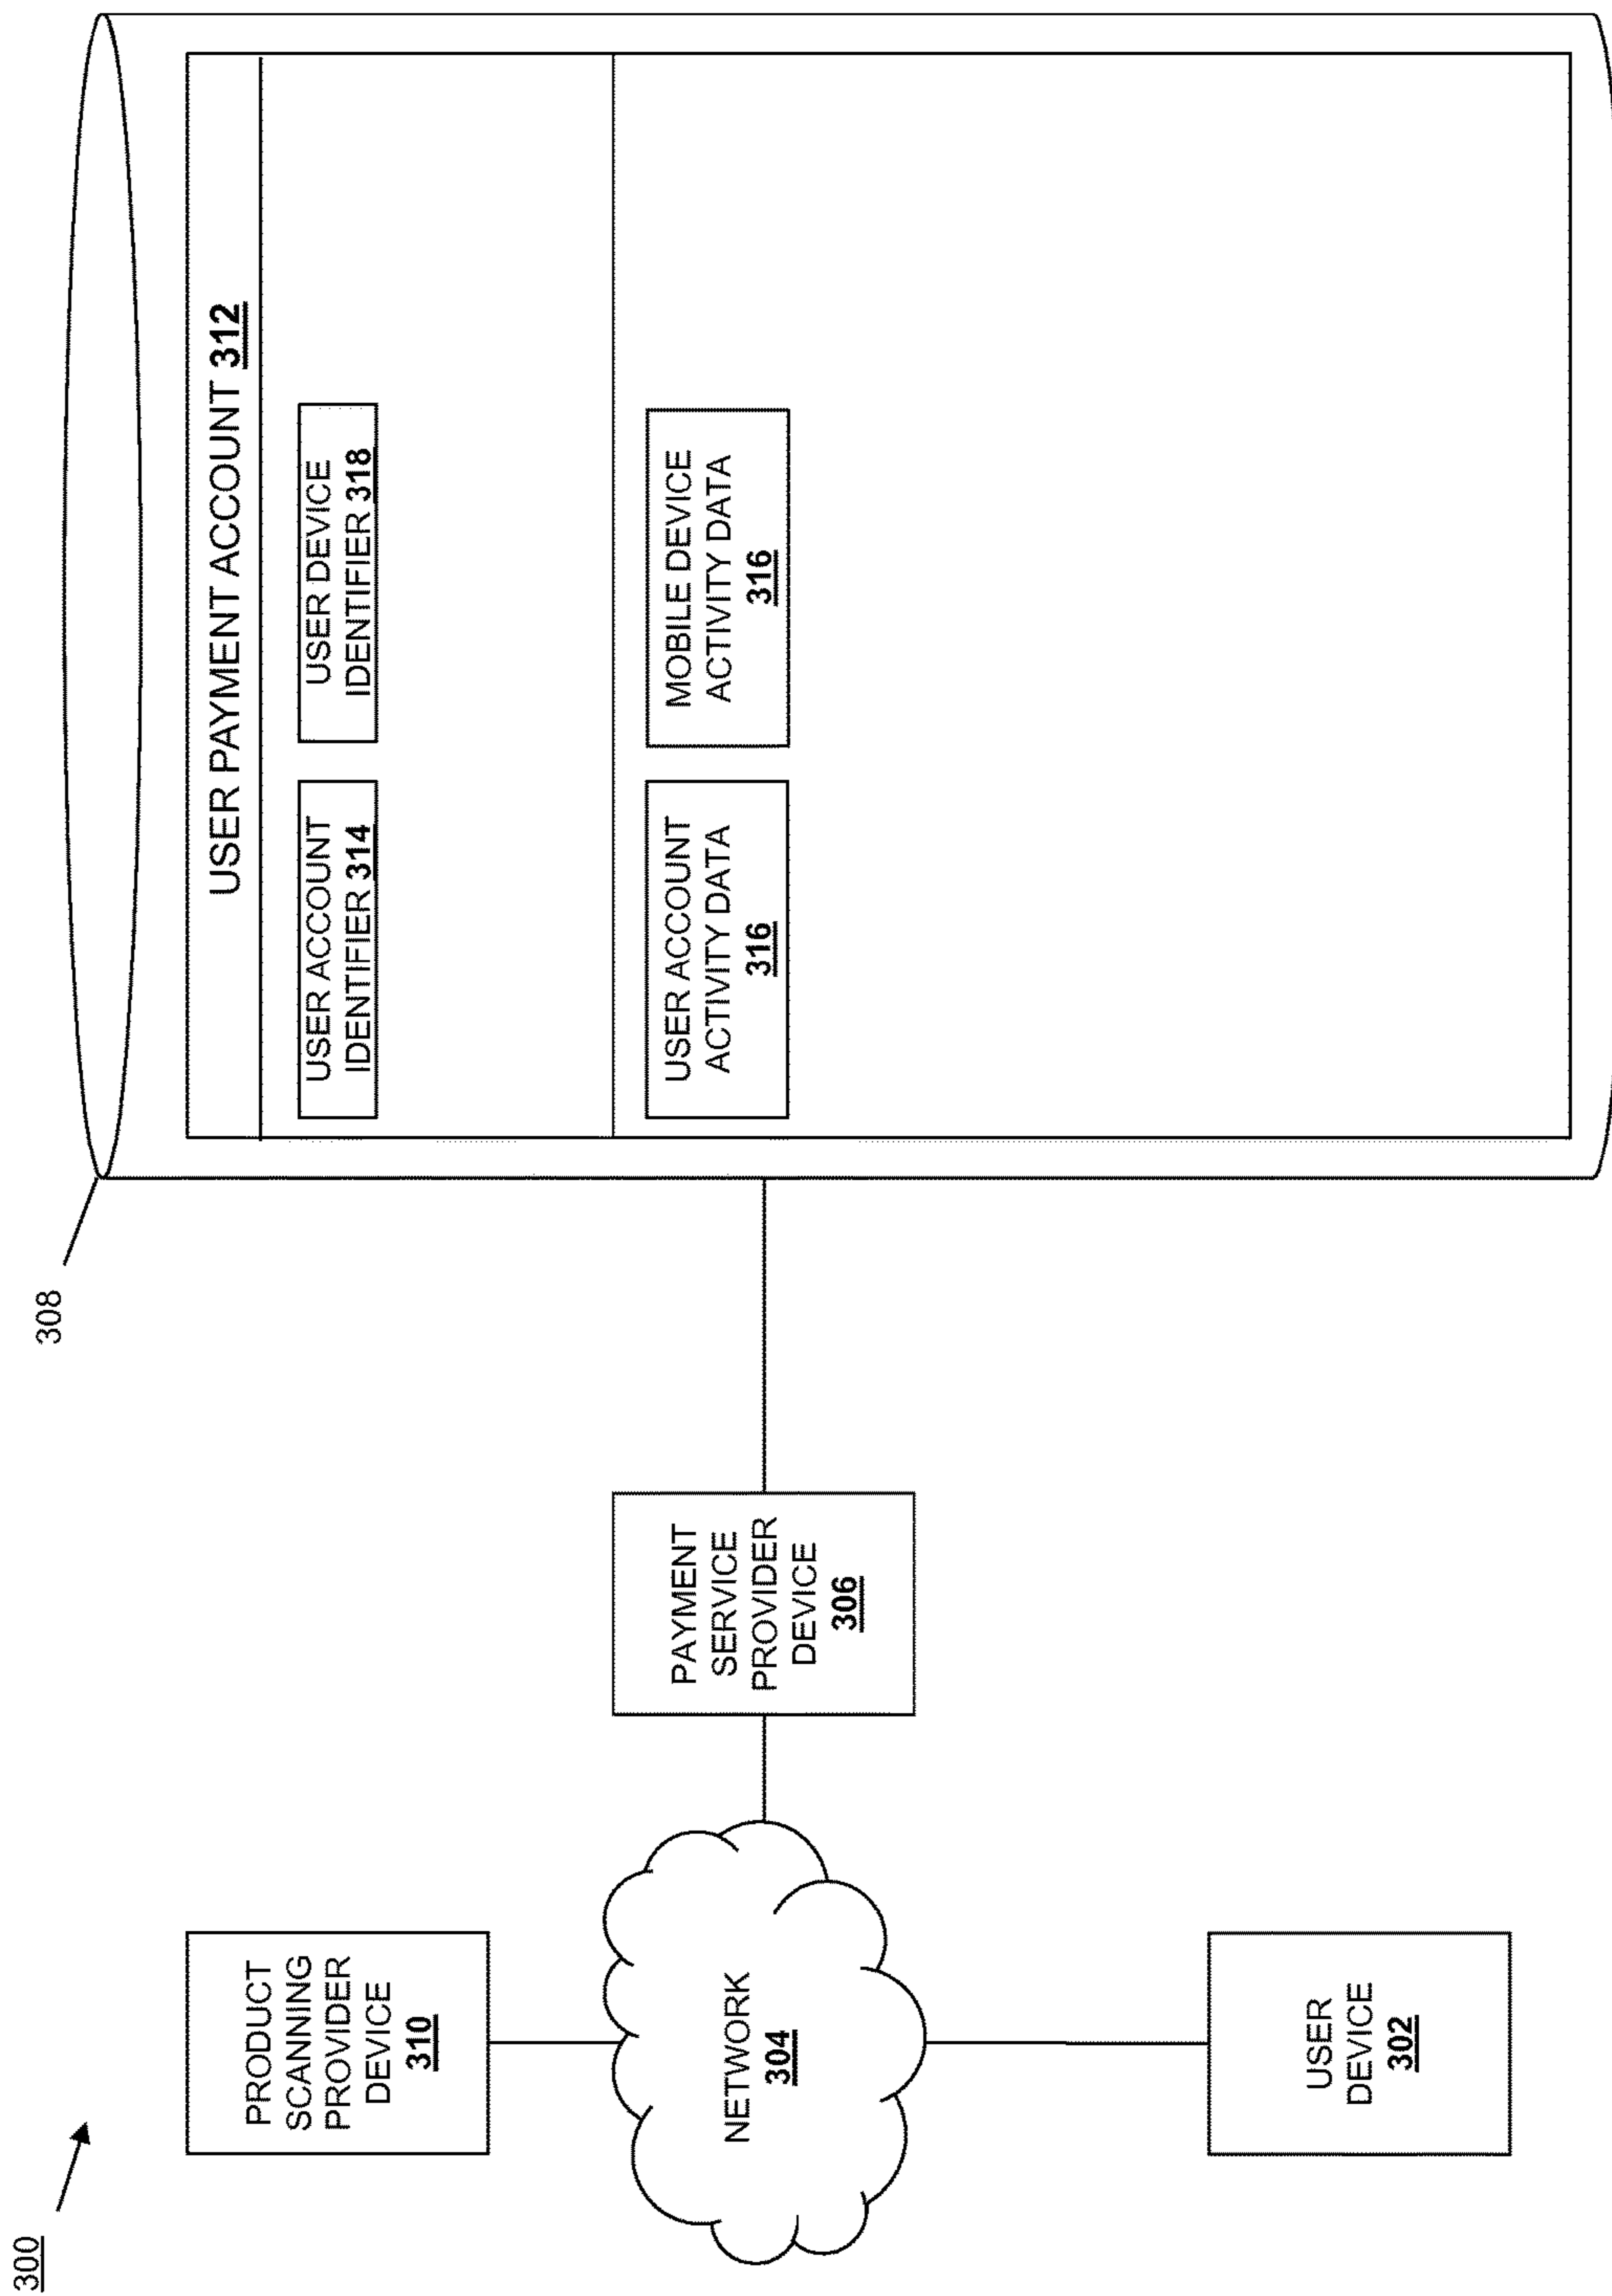 300
308
PRODUCT
SCANNING
PROVIDER
DEVICE
310
NETWORK
304
USER
DEVICE
302
PAYMENT
SERVICE
PROVIDER
DEVICE
306
USER PAYMENT ACCOUNT 312
USER ACCOUNT
IDENTIFIER 314
USER DEVICE
IDENTIFIER 318
USER ACCOUNT
ACTIVITY DATA
316
MOBILE DEVICE
ACTIVITY DATA
316